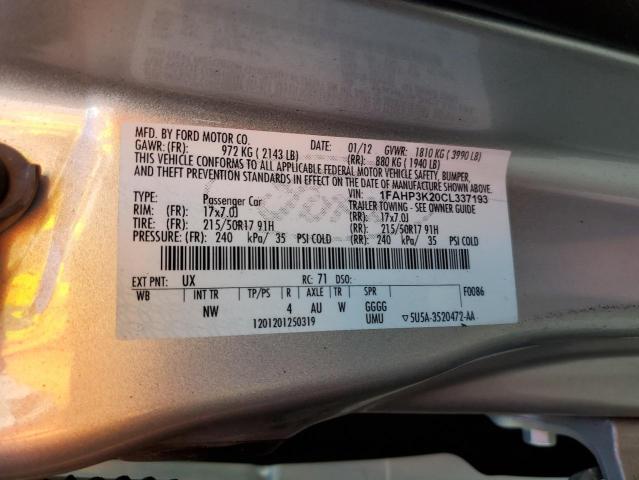 MFD. BY FORD MOTOR CO. DATE: 01/12 GVWR: 1810 KG ( 3990 LB)
GAWR: (FR): 972 KG ( 2143 LB) (RR): 880 KG ( 1940 LB)
THIS VEHICLE CONFORMS TO ALL APPLICABLE FEDERAL MOTOR VEHICLE SAFETY, BUMPER,
AND THEFT PREVENTION STANDARDS IN EFFECT ON THE DATE OF MANUFACTURE SHOWN ABOVE.
VIN: 1FAHP3K20CL337193
TYPE: Passenger Car TRAILER TOWING - SEE OWNER GUIDE
RIM: (FR): 17x7.0J (RR): 17x7.0J
TIRE: (FR): 215/50R17 91H (RR): 215/50R17 91H
PRESSURE: (FR): 240 kPa/ 35 PSI COLD (RR): 240 kPa/ 35 PSI COLD
EXT PNT: UX RC: 71 DSO: F0086
WB INT TR TP/PS R AXLE TR SPR
NW 4 AU W GGGG
1201201250319 UMU ▽5U5A-3520472-AA